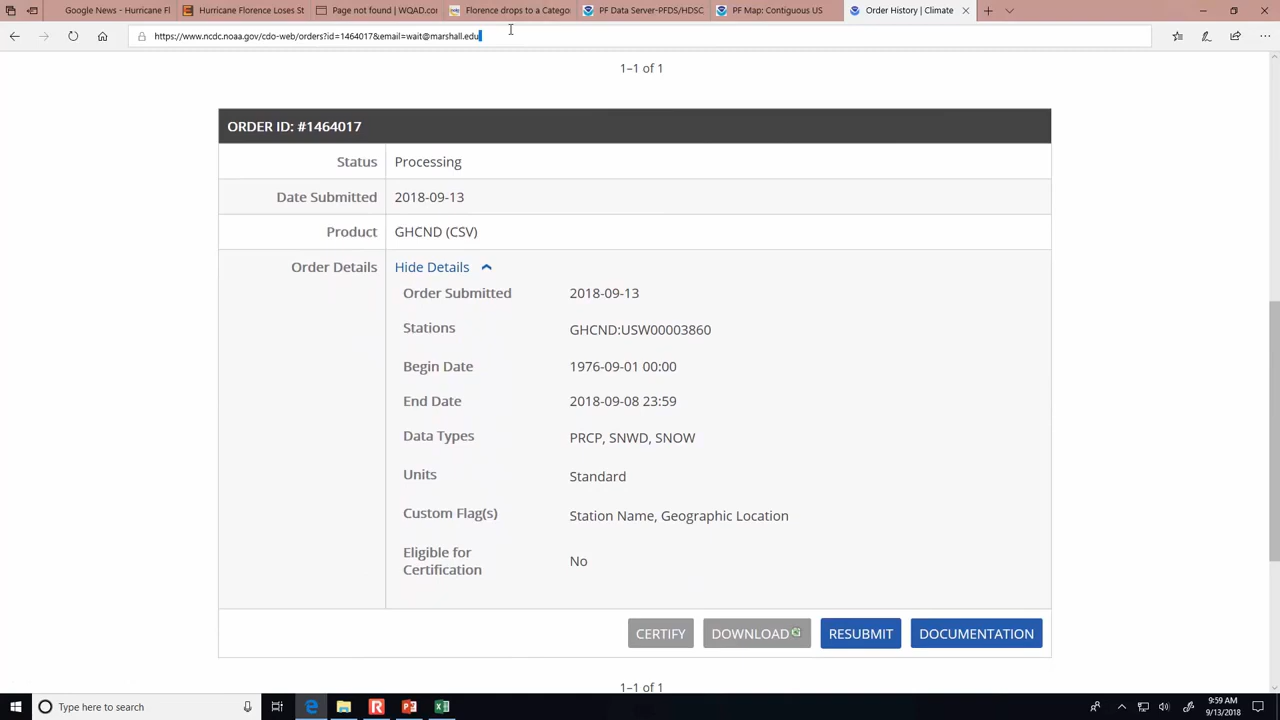 Google News - Hurricane Fl
Hurricane Florence Loses St
Page not found | WQAD.co
Florence drops to a Catego
PF Data Server-PFDS/HDSC
PF Map: Contiguous US
Order History | Climate
https://www.ncdc.noaa.gov/cdo-web/orders?id=1464017&email=wait@marshall.edu
1–1 of 1
ORDER ID: #1464017
Status Processing
Date Submitted 2018-09-13
Product GHCND (CSV)
Order Details Hide Details
Order Submitted 2018-09-13
Stations GHCND:USW00003860
Begin Date 1976-09-01 00:00
End Date 2018-09-08 23:59
Data Types PRCP, SNWD, SNOW
Units Standard
Custom Flag(s) Station Name, Geographic Location
Eligible for
Certification No
CERTIFY DOWNLOAD RESUBMIT DOCUMENTATION
1–1 of 1
Type here to search
9:59 AM
9/13/2018